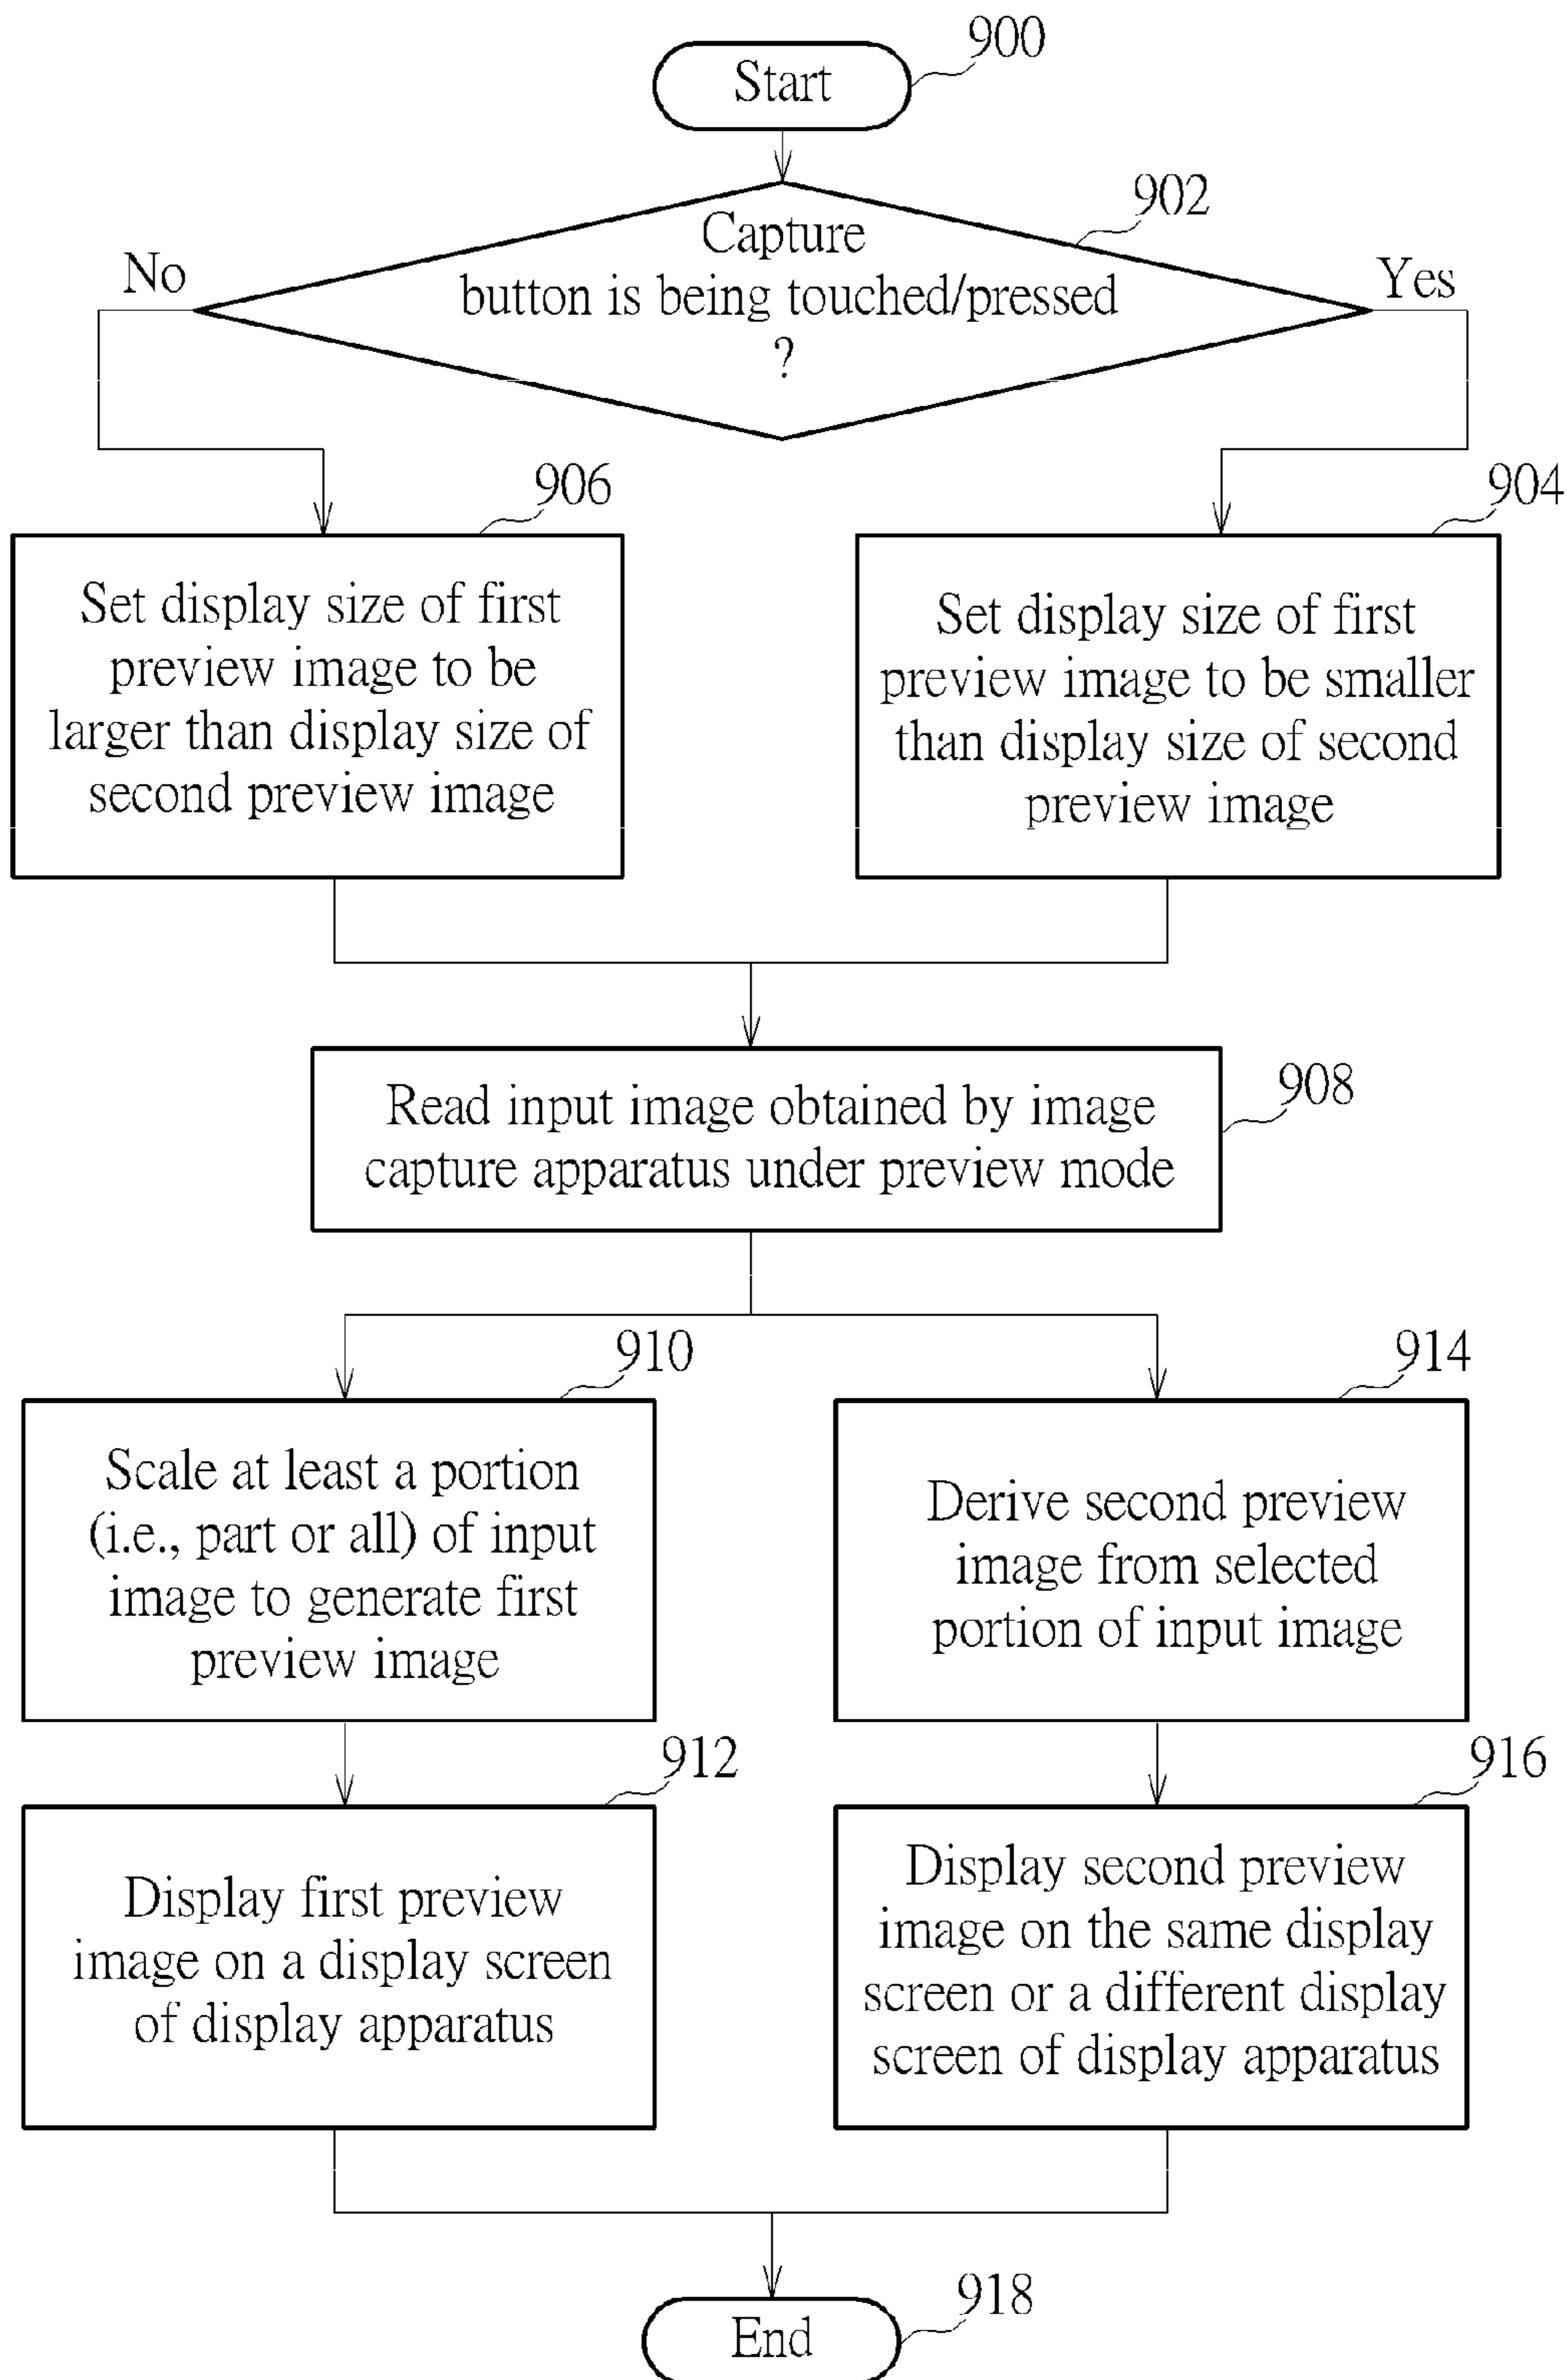 900
Start
902
Capture
button is being touched/pressed
?
No
Yes
906
904
Set display size of first
preview image to be
larger than display size of
second preview image
Set display size of first
preview image to be smaller
than display size of second
preview image
Read input image obtained by image
capture apparatus under preview mode
908
910
914
Scale at least a portion
(i.e., part or all) of input
image to generate first
preview image
Derive second preview
image from selected
portion of input image
912
916
Display first preview
image on a display screen
of display apparatus
Display second preview
image on the same display
screen or a different display
screen of display apparatus
918
End